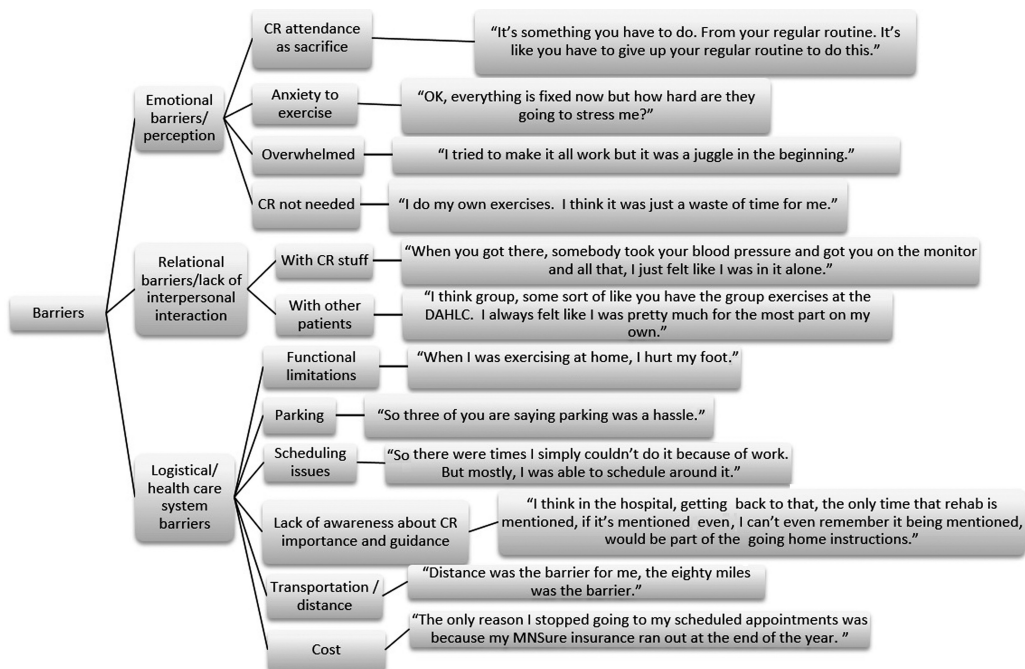 CR attendance
as sacrifice
“It’s something you have to do. From your regular routine. It’s
like you have to give up your regular routine to do this.”
Emotional
barriers/
perception
Anxiety to
exercise
“OK, everything is fixed now but how hard are they
going to stress me?”
Overwhelmed
“I tried to make it all work but it was a juggle in the beginning.”
CR not needed
“I do my own exercises. I think it was just a waste of time for me.”
Barriers
Relational
barriers/lack of
interpersonal
interaction
With CR stuff
“When you got there, somebody took your blood pressure and got you on the monitor
and all that, I just felt like I was in it alone.”
With other
patients
“I think group, some sort of like you have the group exercises at the
DAHLC. I always felt like I was pretty much for the most part on my
own.”
Logistical/
health care
system
barriers
Functional
limitations
“When I was exercising at home, I hurt my foot.”
Parking
“So three of you are saying parking was a hassle.”
Scheduling
issues
“So there were times I simply couldn’t do it because of work.
But mostly, I was able to schedule around it.”
Lack of awareness about CR
importance and guidance
“I think in the hospital, getting back to that, the only time that rehab is
mentioned, if it’s mentioned even, I can’t even remember it being mentioned,
would be part of the going home instructions.”
Transportation /
distance
“Distance was the barrier for me, the eighty miles
was the barrier.”
Cost
“The only reason I stopped going to my scheduled appointments was
because my MNSure insurance ran out at the end of the year. ”